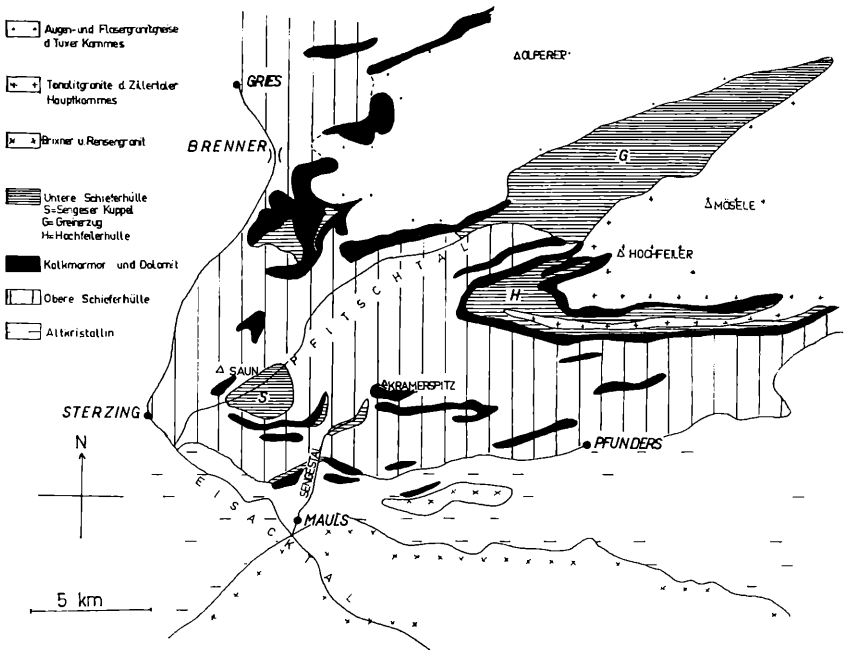 Augen- und Flasergranitgneise
d Tuxer Kammes
Tonalitgranite d. Zillertaler
Hauptkammes
Brixner u. Rensengranit
Untere Schieferhülle
S=Sengeser Kuppel
G=Greinerzug
H=Hochfeilerhülle
Kalkmarmor und Dolomit
Obere Schieferhülle
Altkristallin
OLPERER
GRIES
BRENNER
G
MÖSELE
HOCHFEILER
H
PFITSCHTAL
SAUN
S
KRAMERSPITZ
STERZING
PFUNDERS
N
SENGESTAL
EISACKTAL
MAULS
5 km